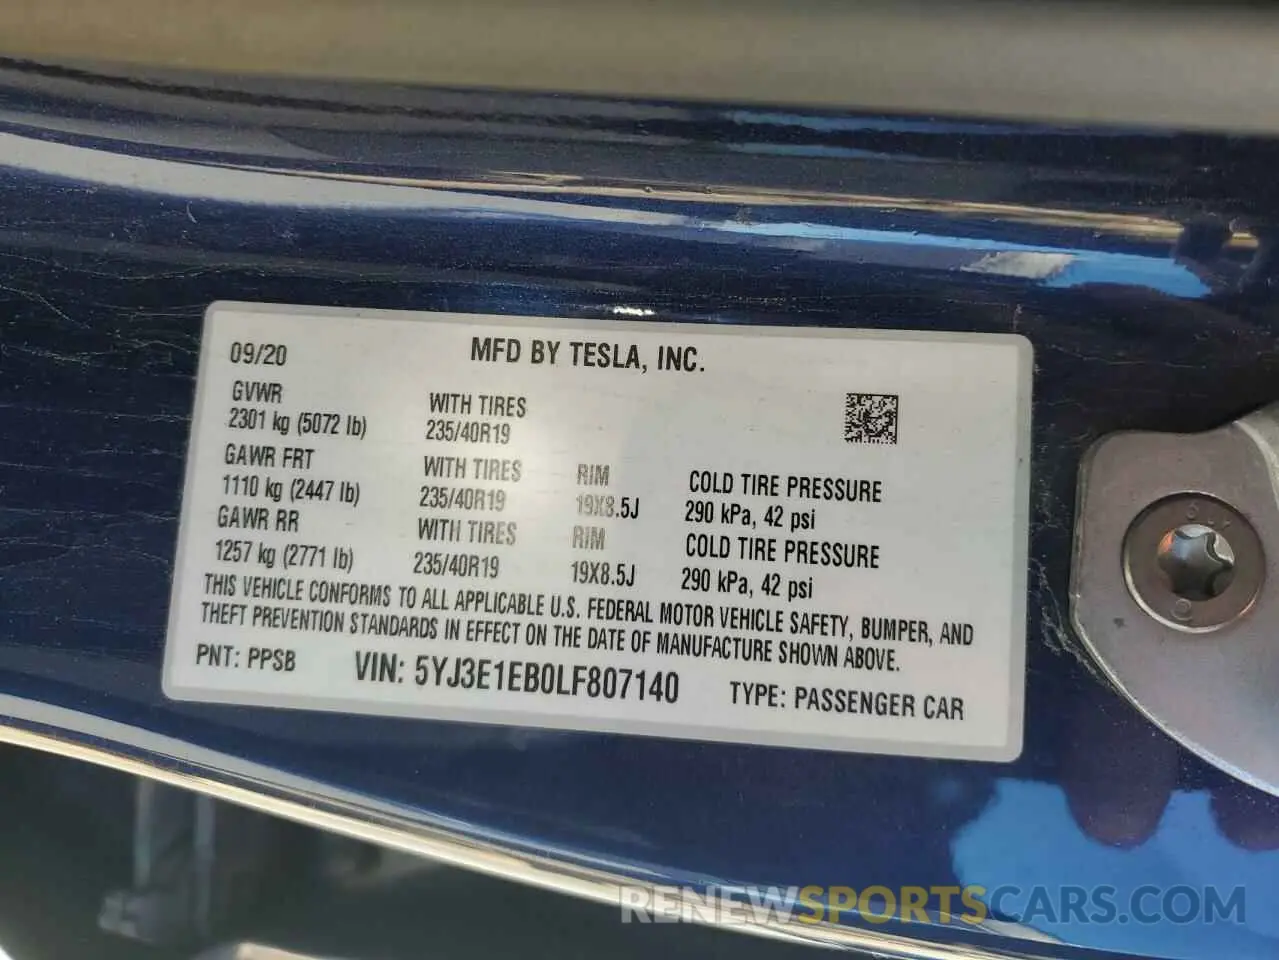 09/20 MFD BY TESLA, INC.
GVWR
2301 kg (5072 lb)
WITH TIRES
235/40R19
GAWR FRT
1110 kg (2447 lb)
WITH TIRES
235/40R19
RIM
19X8.5J
COLD TIRE PRESSURE
290 kPa, 42 psi
GAWR RR
1257 kg (2771 lb)
WITH TIRES
235/40R19
RIM
19X8.5J
COLD TIRE PRESSURE
290 kPa, 42 psi
THIS VEHICLE CONFORMS TO ALL APPLICABLE U.S. FEDERAL MOTOR VEHICLE SAFETY, BUMPER, AND
THEFT PREVENTION STANDARDS IN EFFECT ON THE DATE OF MANUFACTURE SHOWN ABOVE.
PNT: PPSB VIN: 5YJ3E1EB0LF807140 TYPE: PASSENGER CAR
RENEWSPORTSCARS.COM